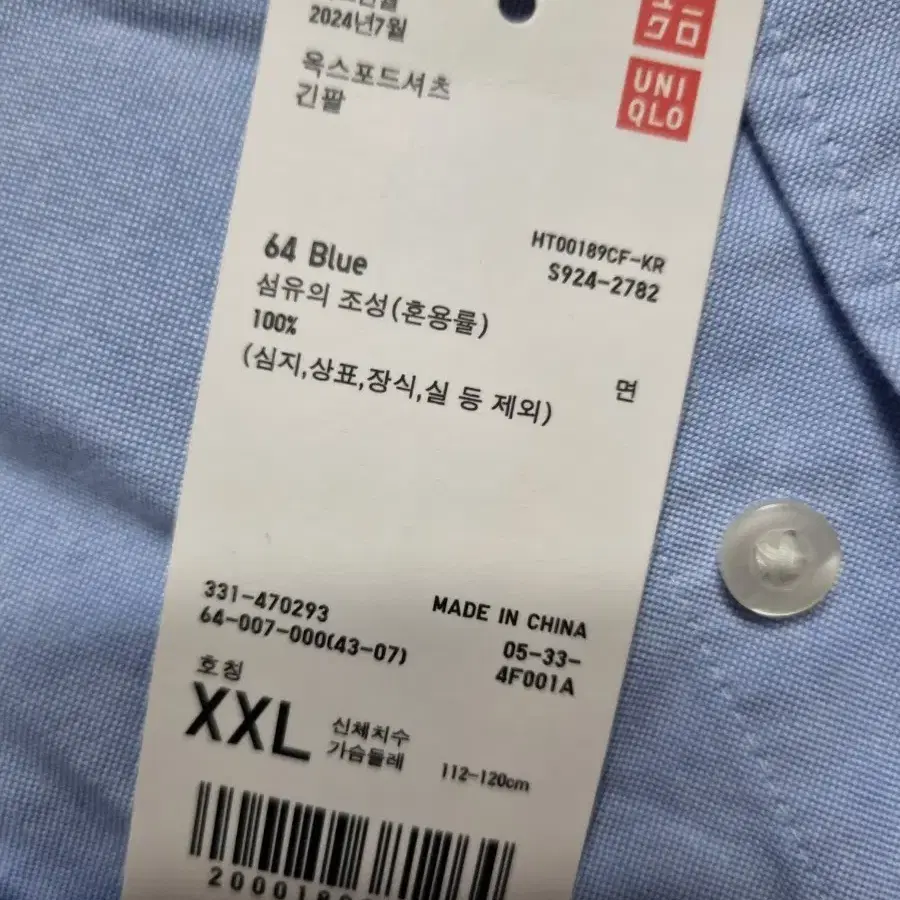 2024년7월
옥스포드셔츠
긴팔
UNI
QLO
64 Blue
HT00189CF-KR
S924-2782
섬유의 조성(혼용률)
100%
면
(심지,상표,장식,실 등 제외)
331-470293
64-007-000(43-07)
MADE IN CHINA
05-33-
4F001A
호칭
XXL
신체치수
가슴둘레
112-120cm